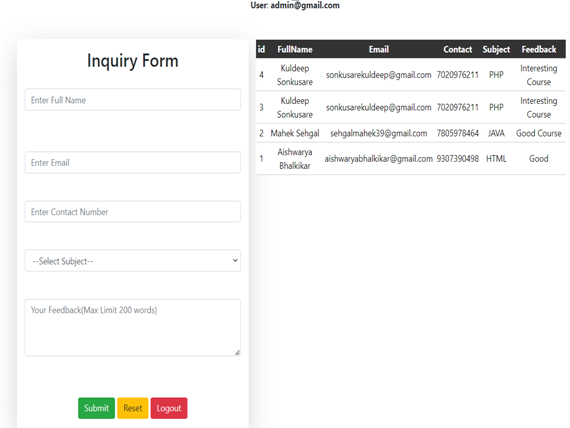 User: admin@gmail.com
Inquiry Form
Enter Full Name
Enter Email
Enter Contact Number
--Select Subject--
Your Feedback(Max Limit 200 words)
Submit Reset Logout
id FullName Email Contact Subject Feedback
4 Kuldeep Sonkusare sonkusarekuldeep@gmail.com 7020976211 PHP Interesting Course
3 Kuldeep Sonkusare sonkusarekuldeep@gmail.com 7020976211 PHP Interesting Course
2 Mahek Sehgal sehgalmahek39@gmail.com 7805978464 JAVA Good Course
1 Aishwarya Bhalkikar aishwaryabhalkikar@gmail.com 9307390498 HTML Good